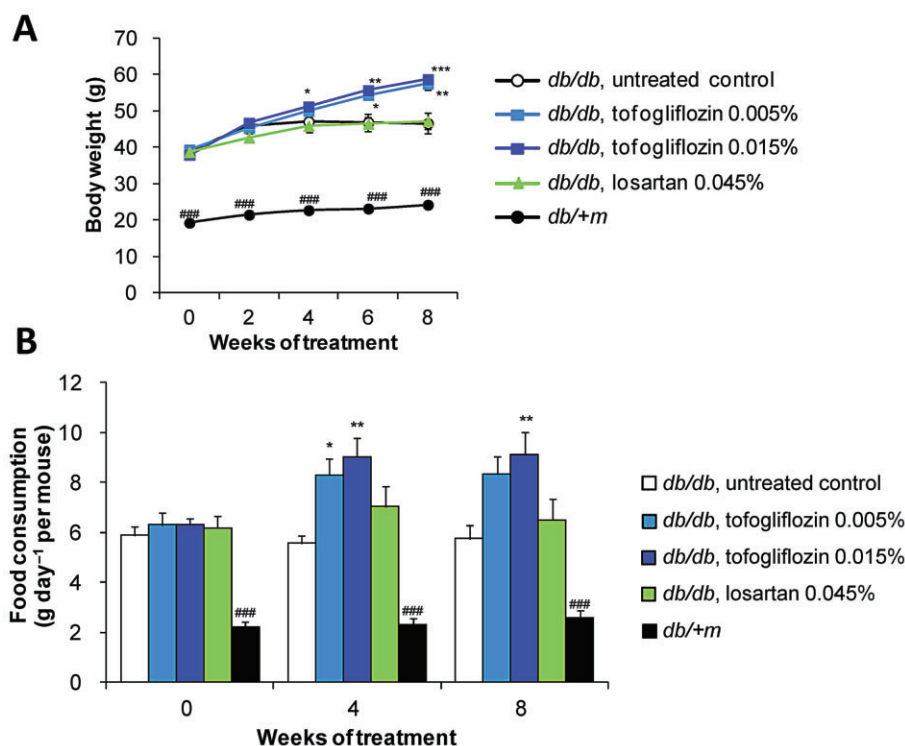 A
70
60
50
40
30
20
10
0
Body weight (g)
* ** ***
* **
### ### ### ### ###
0 2 4 6 8
Weeks of treatment
db/db, untreated control
db/db, tofogliflozin 0.005%
db/db, tofogliflozin 0.015%
db/db, losartan 0.045%
db/+m
B
12
10
8
6
4
2
0
Food consumption
(g day⁻¹ per mouse)
* ** **
### ### ###
0 4 8
Weeks of treatment
db/db, untreated control
db/db, tofogliflozin 0.005%
db/db, tofogliflozin 0.015%
db/db, losartan 0.045%
db/+m